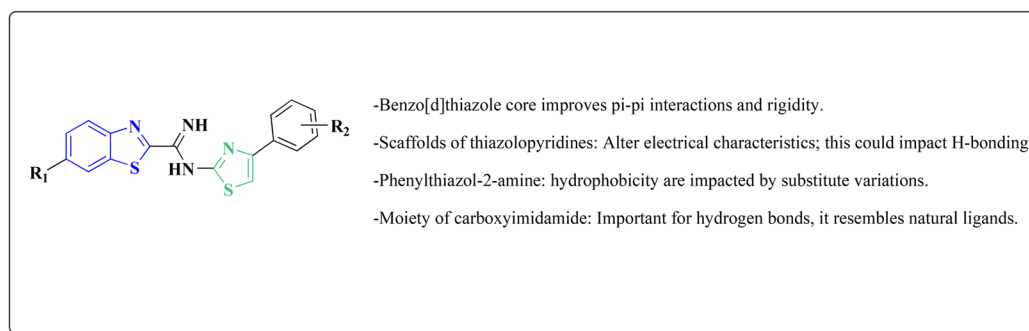 N
S
R₁
NH
HN
N
S
R₂
-Benzo[d]thiazole core improves pi-pi interactions and rigidity.
-Scaffolds of thiazolopyridines: Alter electrical characteristics; this could impact H-bonding
-Phenylthiazol-2-amine: hydrophobicity are impacted by substitute variations.
-Moiety of carboxyimidamide: Important for hydrogen bonds, it resembles natural ligands.